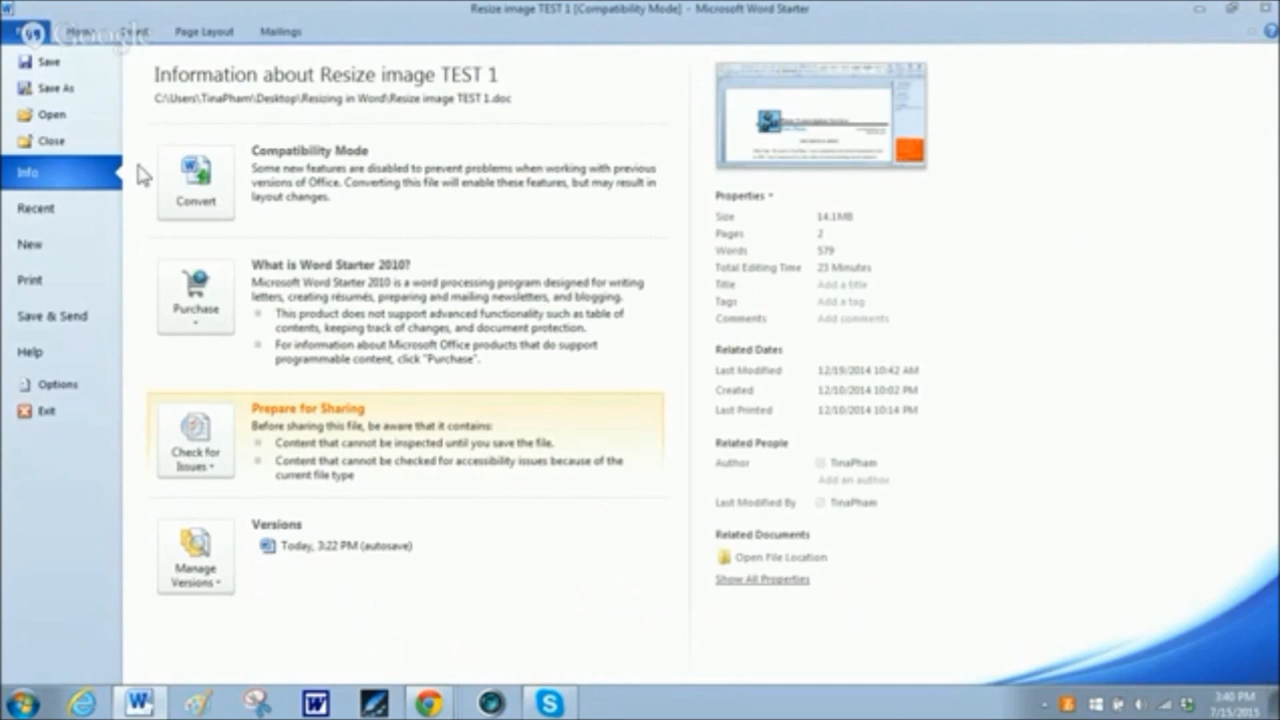 Resize image TEST 1 [Compatibility Mode] - Microsoft Word Starter
Google
Page Layout
Mailings
Save
Save As
Open
Close
Info
Recent
New
Print
Save & Send
Help
Options
Exit
Information about Resize image TEST 1
C:\Users\TinaPham\Desktop\Resizing in Word\Resize image TEST 1.doc
Convert
Compatibility Mode
Some new features are disabled to prevent problems when working with previous
versions of Office. Converting this file will enable these features, but may result in
layout changes.
Purchase
What is Word Starter 2010?
Microsoft Word Starter 2010 is a word processing program designed for writing
letters, creating résumés, preparing and mailing newsletters, and blogging.
This product does not support advanced functionality such as table of
contents, keeping track of changes, and document protection.
For information about Microsoft Office products that do support
programmable content, click "Purchase".
Check for
Issues
Prepare for Sharing
Before sharing this file, be aware that it contains:
Content that cannot be inspected until you save the file.
Content that cannot be checked for accessibility issues because of the
current file type
Manage
Versions
Versions
Today, 3:22 PM (autosave)
Properties
Size 14.1MB
Pages 2
Words 579
Total Editing Time 23 Minutes
Title Add a title
Tags Add a tag
Comments Add comments
Related Dates
Last Modified 12/19/2014 10:42 AM
Created 12/10/2014 10:02 PM
Last Printed 12/10/2014 10:14 PM
Related People
Author TinaPham
Add an author
Last Modified By TinaPham
Related Documents
Open File Location
Show All Properties
3:40 PM
7/15/2015